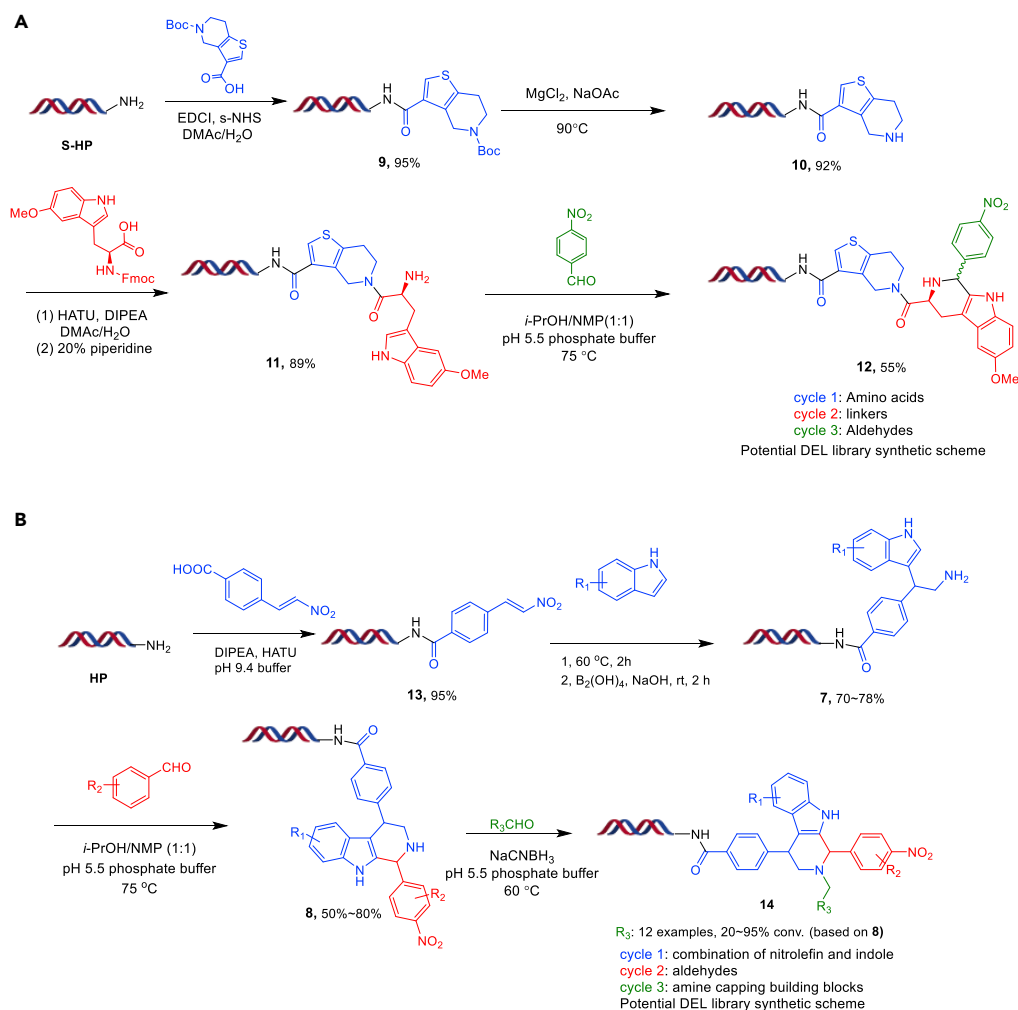 A
Boc
N
S
O
OH
NH2
S-HP
EDCI, s-NHS
DMAc/H2O
H
N
O
S
N
Boc
9, 95%
MgCl2, NaOAc
90°C
H
N
O
S
NH
10, 92%
MeO
NH
OH
O
HN
Fmoc
(1) HATU, DIPEA
DMAc/H2O
(2) 20% piperidine
H
N
O
S
N
O
NH2
HN
OMe
11, 89%
NO2
CHO
i-PrOH/NMP(1:1)
pH 5.5 phosphate buffer
75 °C
H
N
O
S
N
O
HN
NO2
NH
MeO
12, 55%
cycle 1: Amino acids
cycle 2: linkers
cycle 3: Aldehydes
Potential DEL library synthetic scheme
B
NH2
HP
HOOC
NO2
DIPEA, HATU
pH 9.4 buffer
H
N
O
NO2
13, 95%
R1
H
N
1, 60 °C, 2h
2, B2(OH)4, NaOH, rt, 2 h
R1
H
N
NH2
NH
O
7, 70~78%
R2
CHO
i-PrOH/NMP (1:1)
pH 5.5 phosphate buffer
75 °C
N
H
O
R1
NH
N
H
R2
NO2
8, 50%~80%
R3CHO
NaCNBH3
pH 5.5 phosphate buffer
60 °C
NH
O
R1
NH
N
R3
NO2
R2
14
R3: 12 examples, 20~95% conv. (based on 8)
cycle 1: combination of nitrolefin and indole
cycle 2: aldehydes
cycle 3: amine capping building blocks
Potential DEL library synthetic scheme